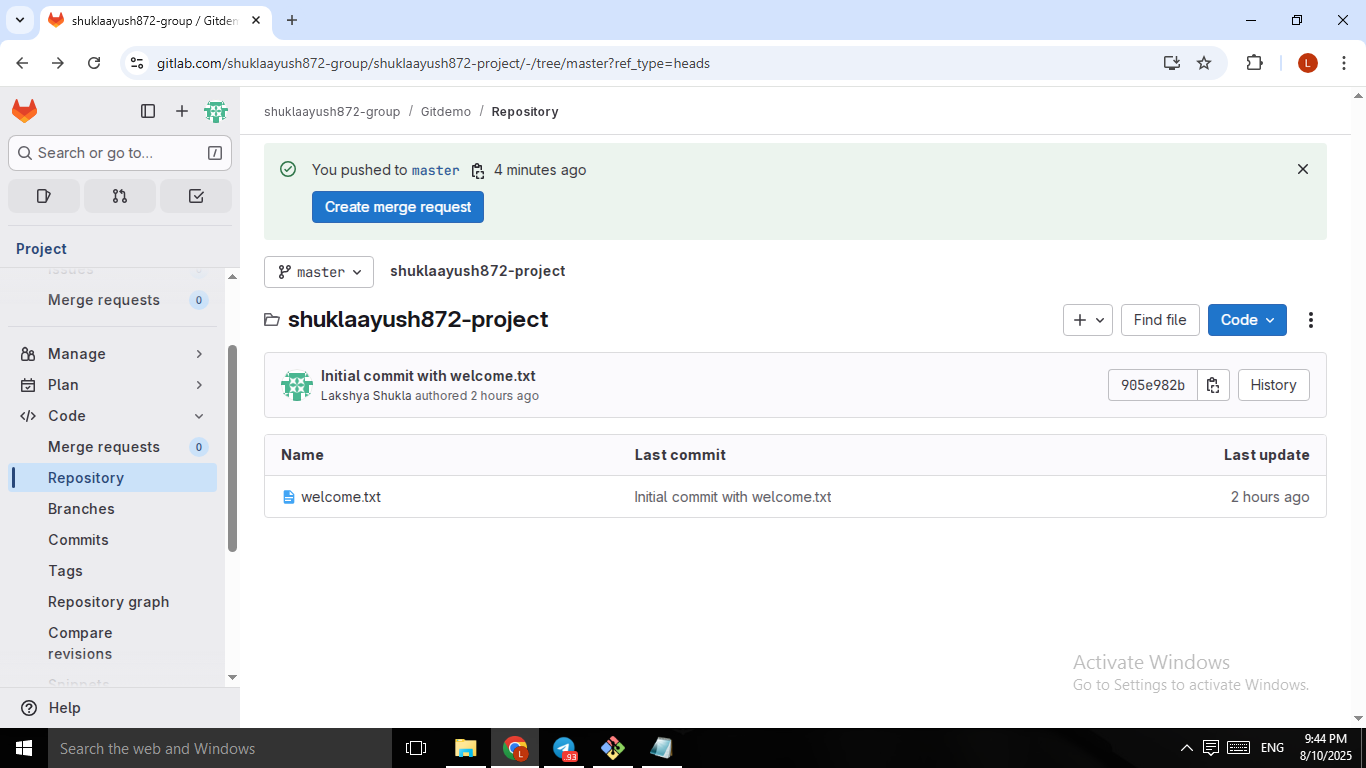 shuklaayush872-group / Gitden
gitlab.com/shuklaayush872-group/shuklaayush872-project/-/tree/master?ref_type=heads
L
Search or go to... /
Project
Issues 0
Merge requests 0
Manage
Plan
Code
Merge requests 0
Repository
Branches
Commits
Tags
Repository graph
Compare
revisions
Snippets
Help
shuklaayush872-group / Gitdemo / Repository
You pushed to master 4 minutes ago
Create merge request
master shuklaayush872-project
shuklaayush872-project
Find file Code
Initial commit with welcome.txt
Lakshya Shukla authored 2 hours ago
905e982b History
Name Last commit Last update
welcome.txt Initial commit with welcome.txt 2 hours ago
Activate Windows
Go to Settings to activate Windows.
Search the web and Windows
L
.93
ENG
9:44 PM
8/10/2025